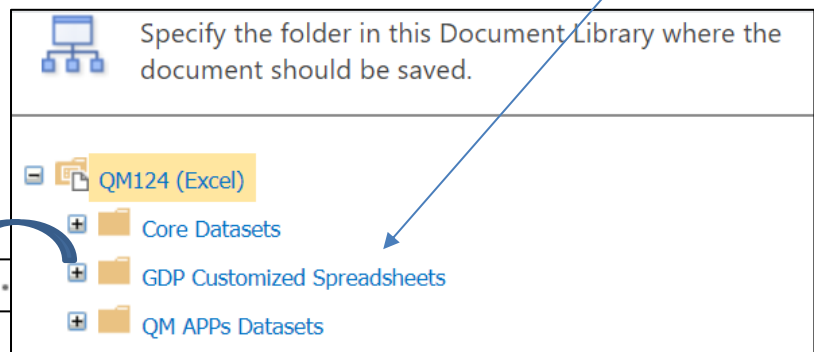 Specify the folder in this Document Library where the
document should be saved.
QM124 (Excel)
Core Datasets
GDP Customized Spreadsheets
QM APPs Datasets